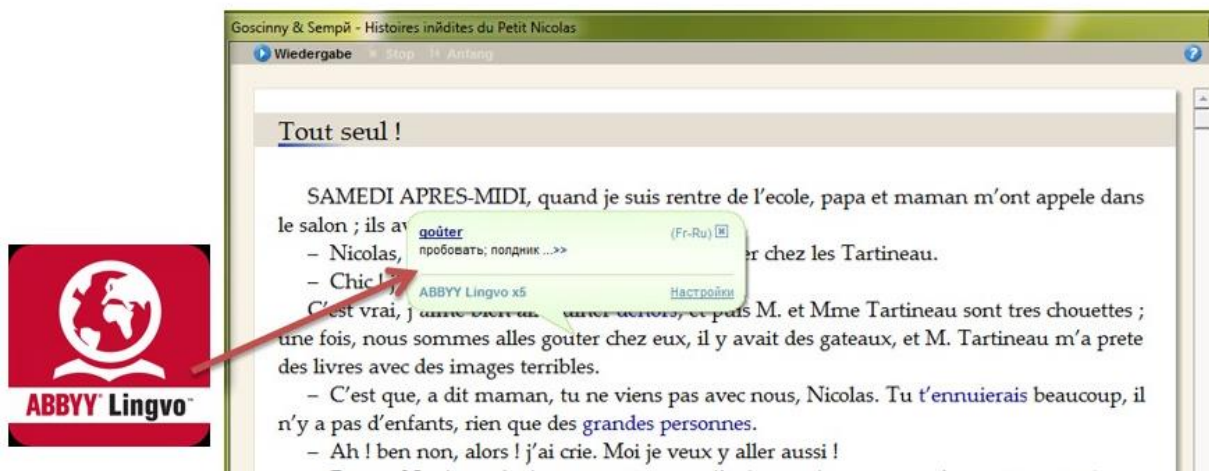 Goscinny & Sempй - Histoires inйdites du Petit Nicolas
Wiedergabe Stop Anfang
Tout seul !
SAMEDI APRES-MIDI, quand je suis rentre de l’ecole, papa et maman m’ont appele dans
le salon ; ils
goûter (Fr-Ru)
пробовать; полдник ...>>
– Nicolas, chez les Tartineau.
– Chic !
ABBYY Lingvo x5 Настройки
C’est vrai, j’aime bien et puis M. et Mme Tartineau sont tres chouettes ;
une fois, nous sommes alles gouter chez eux, il y avait des gateaux, et M. Tartineau m’a prete
des livres avec des images terribles.
– C’est que, a dit maman, tu ne viens pas avec nous, Nicolas. Tu t’ennuierais beaucoup, il
n’y a pas d’enfants, rien que des grandes personnes.
– Ah ! ben non, alors ! j’ai crie. Moi je veux y aller aussi !
ABBYY Lingvo